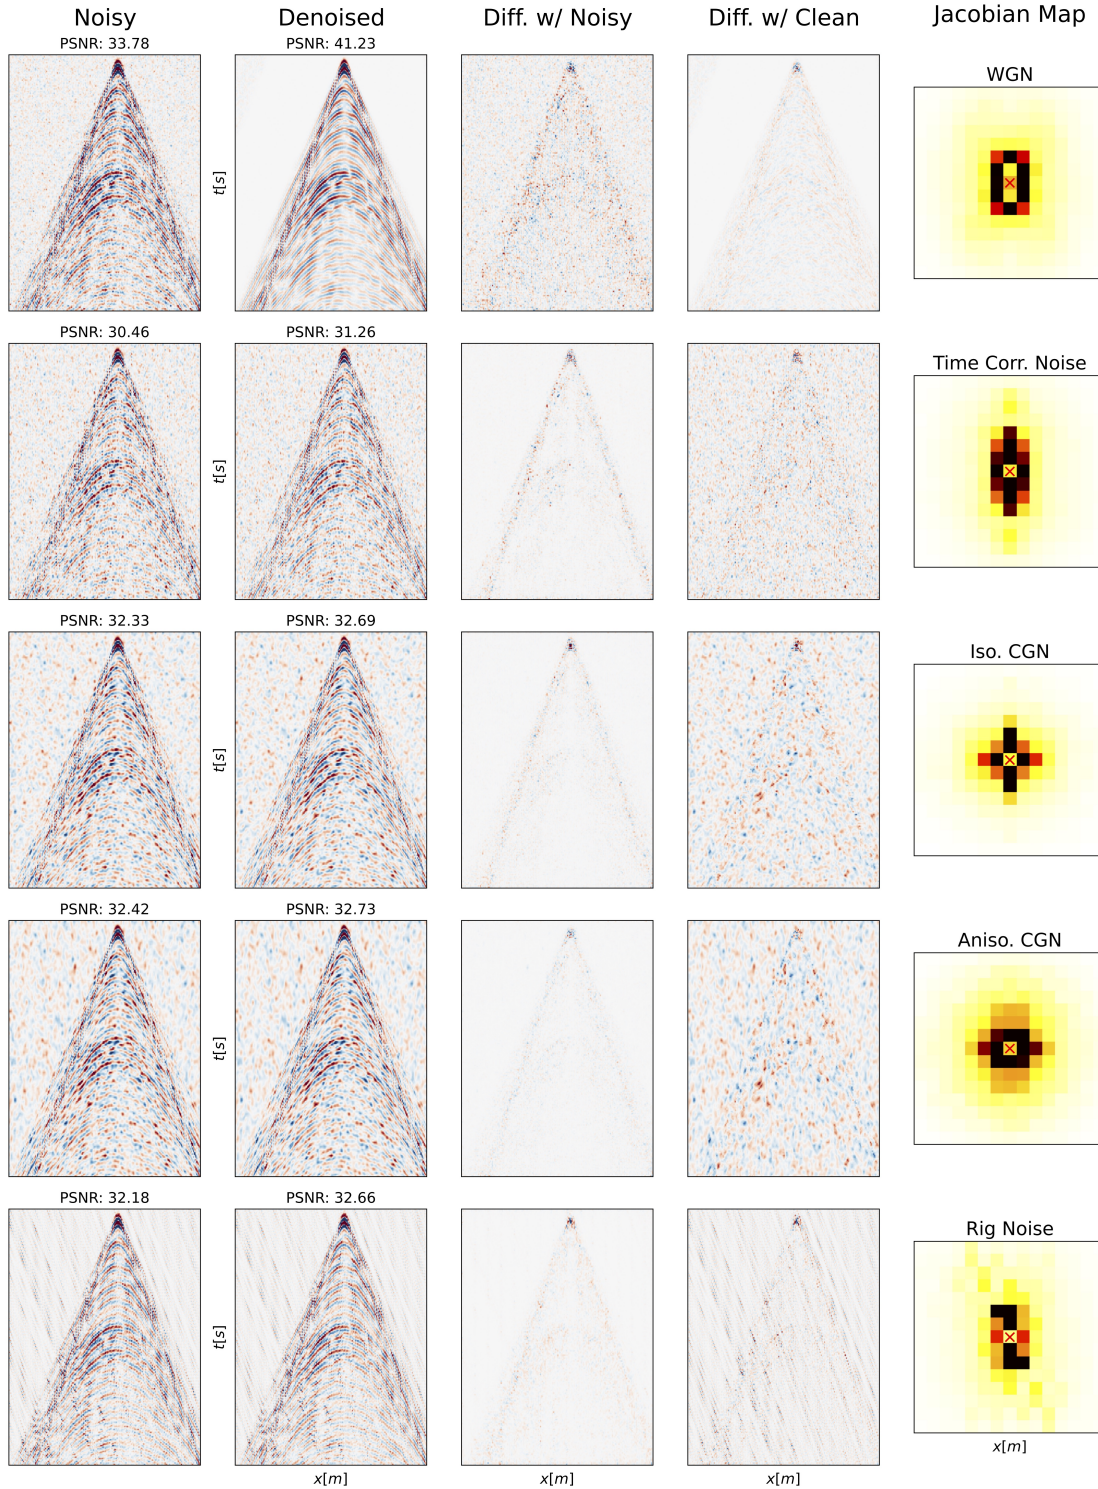 Noisy
Denoised
Diff. w/ Noisy
Diff. w/ Clean
Jacobian Map
PSNR: 33.78
PSNR: 41.23
WGN
t[s]
PSNR: 30.46
PSNR: 31.26
Time Corr. Noise
t[s]
PSNR: 32.33
PSNR: 32.69
Iso. CGN
t[s]
PSNR: 32.42
PSNR: 32.73
Aniso. CGN
t[s]
PSNR: 32.18
PSNR: 32.66
Rig Noise
t[s]
x[m]
x[m]
x[m]
x[m]